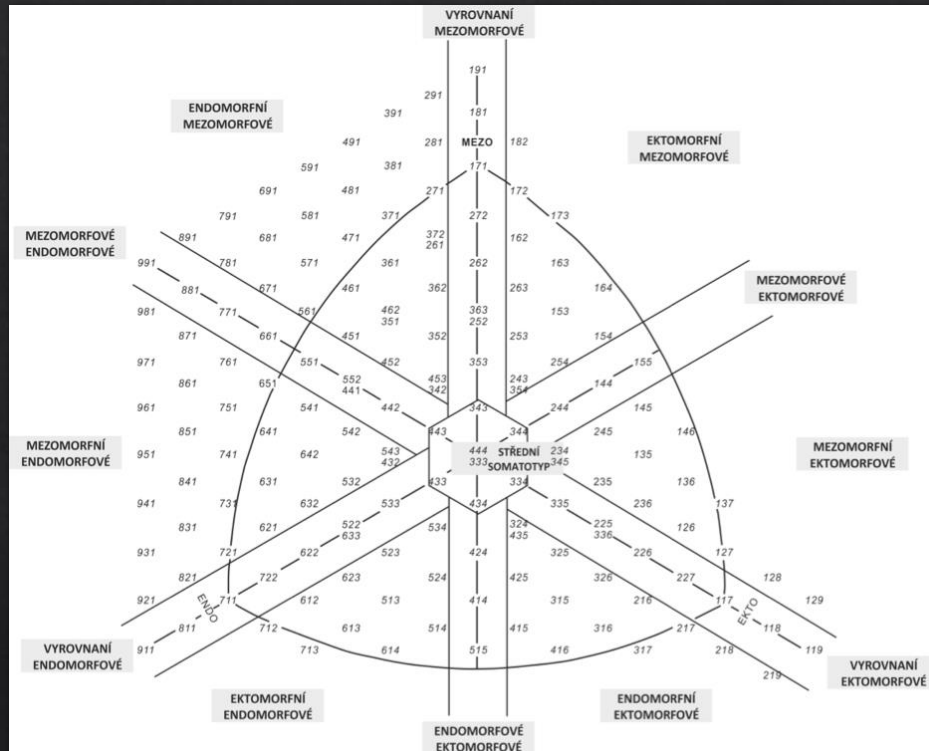 VYROVNANÍ
MEZOMORFOVÉ
191
291
391 181
ENDOMORFNÍ
MEZOMORFOVÉ
EKTOMORFNÍ
MEZOMORFOVÉ
491 281 MEZO 182
591 381 171
691 481 271 172
791 581 371 272 173
MEZOMORFOVÉ
ENDOMORFOVÉ
891 681 471 372 162
261
991 781 571 361 262 163
MEZOMORFOVÉ
EKTOMORFOVÉ
881 671 461 362 263 164
981 771 561 462 363 153
351 252
871 661 451 352 253 154
971 761 551 452 353 254 155
861 651 552 453 243 144
441 342 354
961 751 541 442 343 244 145
851 641 542 443 344 245 146
MEZOMORFNÍ
ENDOMORFOVÉ
MEZOMORFNÍ
EKTOMORFOVÉ
951 741 642 543 444 234 135
432 333 345
STŘEDNÍ
SOMATOTYP
841 631 532 433 334 235 136
941 731 632 533 434 335 236 137
831 621 522 534 324 225 126
633 435 336
931 721 622 523 424 325 226 127
821 722 623 524 425 326 227 128
921 ENDO 711 612 513 414 315 216 117 EKTO 129
811 712 613 514 415 316 217 118
911 713 614 515 416 317 218 119
VYROVNANÍ
ENDOMORFOVÉ
VYROVNANÍ
EKTOMORFOVÉ
219
EKTOMORFNÍ
ENDOMORFOVÉ
ENDOMORFNÍ
EKTOMORFOVÉ
ENDOMORFOVÉ
EKTOMORFOVÉ